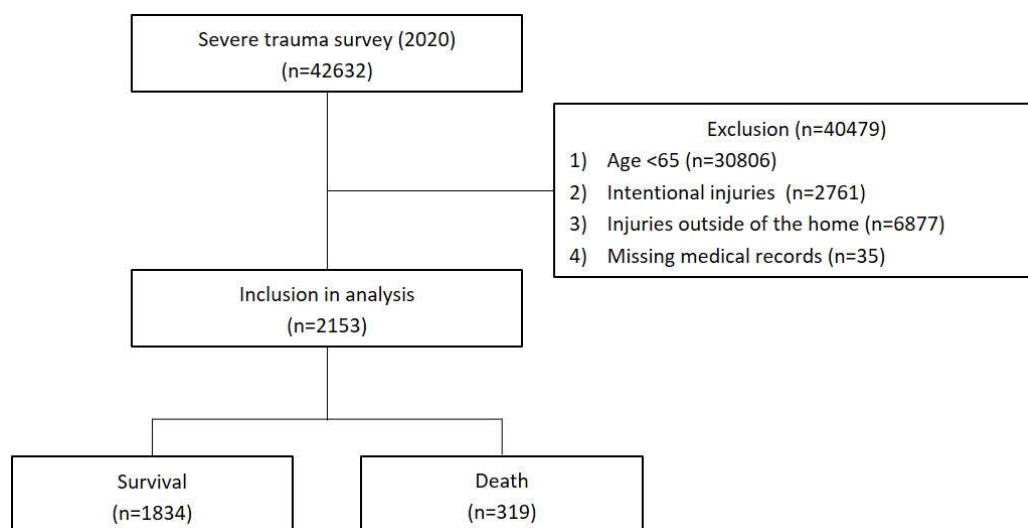 Severe trauma survey (2020)
(n=42632)
Exclusion (n=40479)
1) Age <65 (n=30806)
2) Intentional injuries (n=2761)
3) Injuries outside of the home (n=6877)
4) Missing medical records (n=35)
Inclusion in analysis
(n=2153)
Survival
(n=1834)
Death
(n=319)